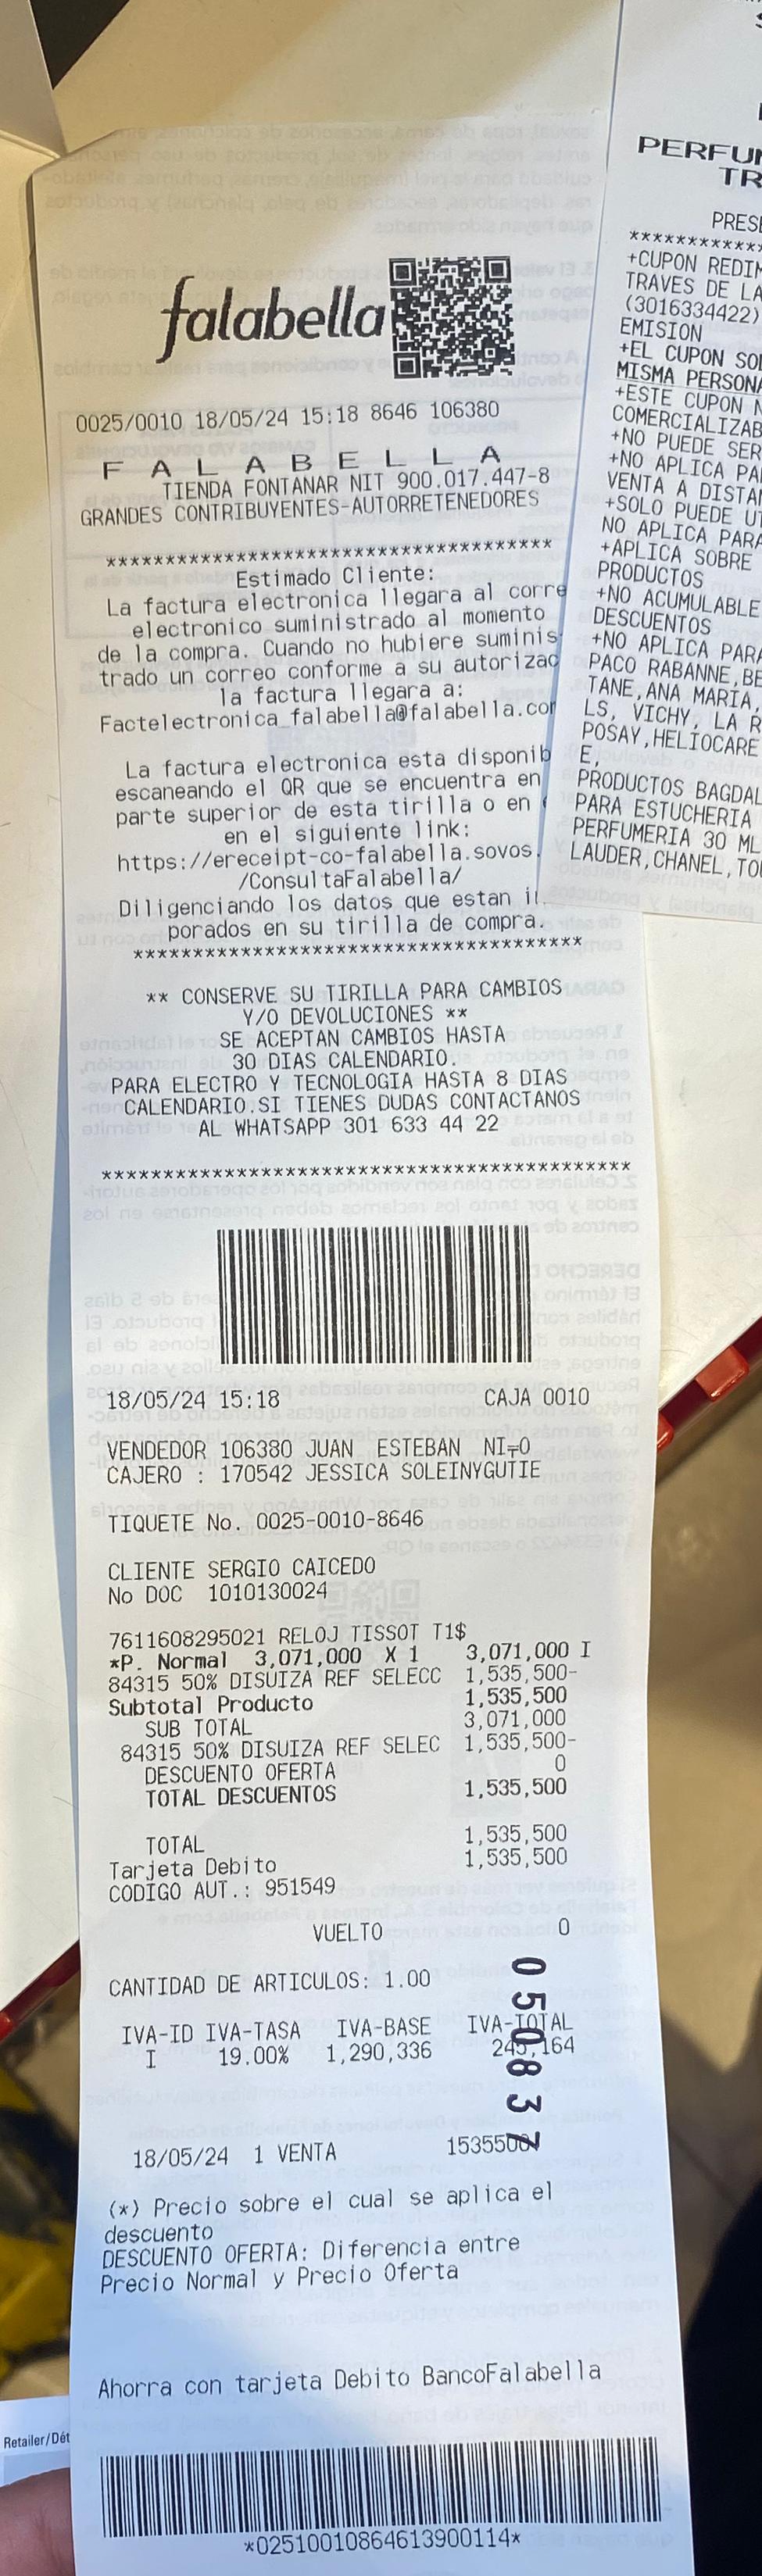 falabella
0025/0010 18/05/24 15:18 8646 106380
F A L A B E L L A
TIENDA FONTANAR NIT 900.017.447-8
GRANDES CONTRIBUYENTES-AUTORRETENEDORES
*************************************
Estimado Cliente:
La factura electronica llegara al corre
electronico suministrado al momento
de la compra. Cuando no hubiere suminis-
trado un correo conforme a su autorizac
la factura llegara a:
Factelectronica_falabella@falabella.com
La factura electronica esta disponib
escaneando el QR que se encuentra en
parte superior de esta tirilla o en
en el siguiente link:
https://ereceipt-co-falabella.sovos.
/ConsultaFalabella/
Diligenciando los datos que estan
porados en su tirilla de compra.
*************************************
** CONSERVE SU TIRILLA PARA CAMBIOS
Y/O DEVOLUCIONES **
SE ACEPTAN CAMBIOS HASTA
30 DIAS CALENDARIO.
PARA ELECTRO Y TECNOLOGIA HASTA 8 DIAS
CALENDARIO.SI TIENES DUDAS CONTACTANOS
AL WHATSAPP 301 633 44 22
********************************************
18/05/24 15:18 CAJA 0010
VENDEDOR 106380 JUAN ESTEBAN NI╤O
CAJERO : 170542 JESSICA SOLEINYGUTIE
TIQUETE No. 0025-0010-8646
CLIENTE SERGIO CAICEDO
No DOC 1010130024
7611608295021 RELOJ TISSOT T1$
*P. Normal 3,071,000 X 1 3,071,000 I
84315 50% DISUIZA REF SELECC 1,535,500-
Subtotal Producto 1,535,500
SUB TOTAL 3,071,000
84315 50% DISUIZA REF SELEC 1,535,500-
DESCUENTO OFERTA 0
TOTAL DESCUENTOS 1,535,500
TOTAL 1,535,500
Tarjeta Debito 1,535,500
CODIGO AUT.: 951549
VUELTO 0
CANTIDAD DE ARTICULOS: 1.00
IVA-ID IVA-TASA IVA-BASE IVA-TOTAL
I 19.00% 1,290,336 245,164
050837
18/05/24 1 VENTA 1535500
(*) Precio sobre el cual se aplica el
descuento
DESCUENTO OFERTA: Diferencia entre
Precio Normal y Precio Oferta
Ahorra con tarjeta Debito BancoFalabella
*02510010864613900114*
Retailer/Dét
PERFUM
TR
PRESE
***********
+CUPON REDIM
TRAVES DE LA
(3016334422)
EMISION
+EL CUPON SOL
MISMA PERSONA
+ESTE CUPON N
COMERCIALIZAB
+NO PUEDE SER
+NO APLICA PA
VENTA A DISTAN
+SOLO PUEDE UT
NO APLICA PARA
+APLICA SOBRE
PRODUCTOS
+NO ACUMULABLE
DESCUENTOS
+NO APLICA PARA
PACO RABANNE,BE
TANE,ANA MARIA,
LS, VICHY, LA R
POSAY,HELIOCARE
E,
PRODUCTOS BAGDAL
PARA ESTUCHERIA
PERFUMERIA 30 ML
LAUDER,CHANEL,TO